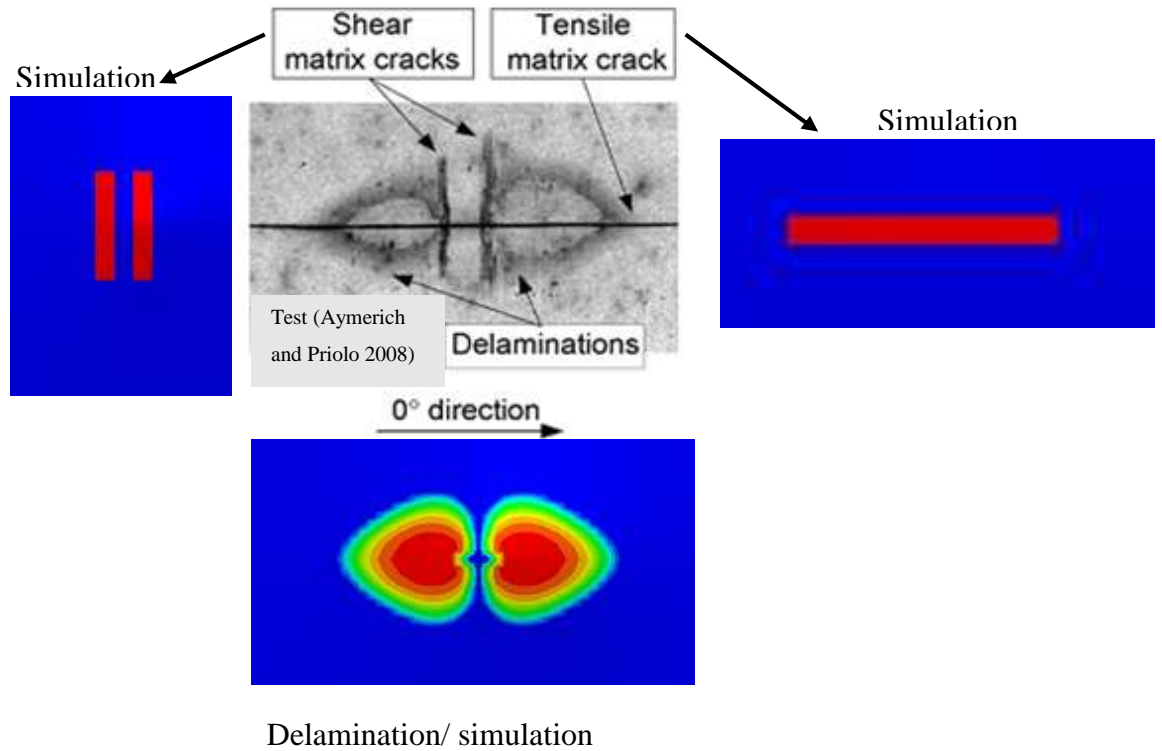 Shear
matrix cracks
Tensile
matrix crack
Simulation
Simulation
Test (Aymerich
and Priolo 2008)
Delaminations
0° direction
Delamination/ simulation